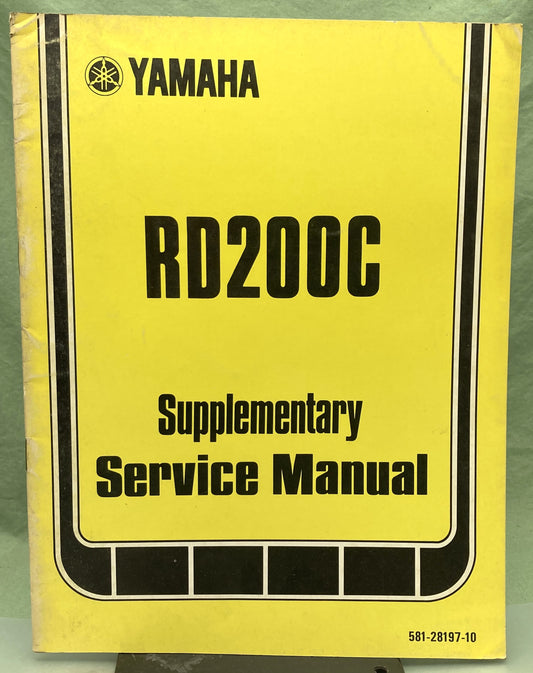 YAMAHA
RD200C
Supplementary
Service Manual
581-28197-10